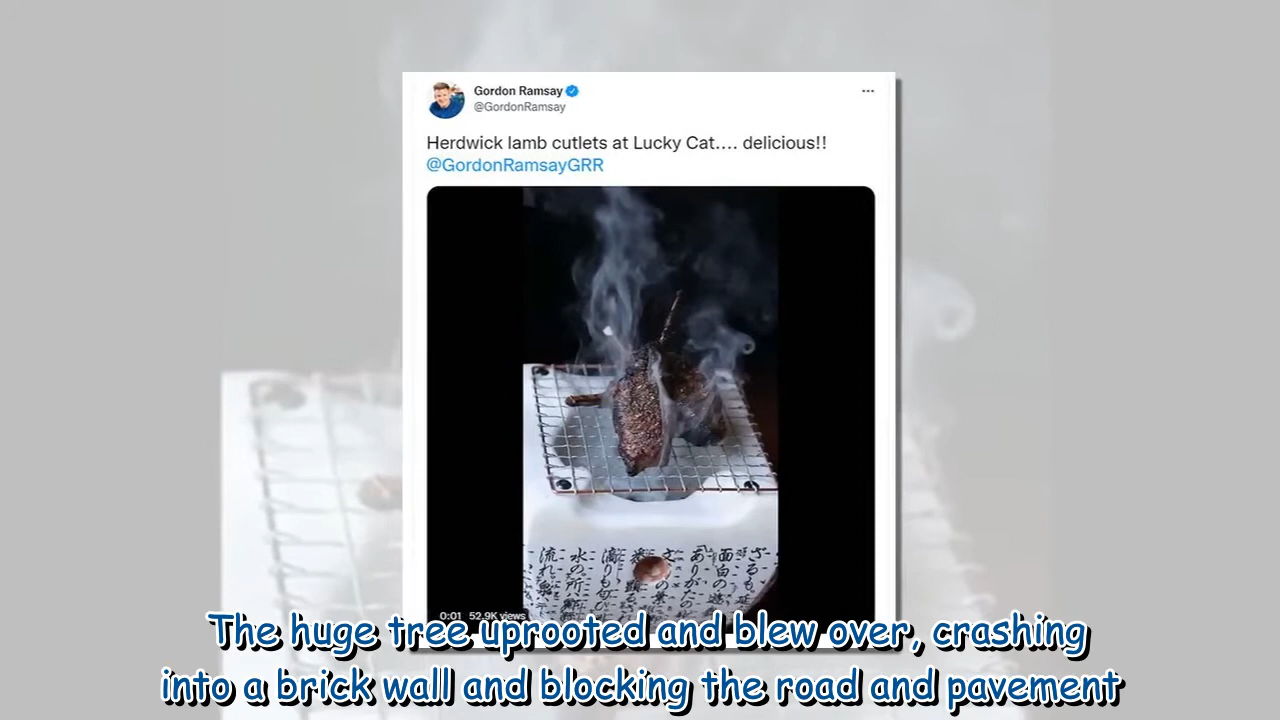 Gordon Ramsay
@GordonRamsay
Herdwick lamb cutlets at Lucky Cat.... delicious!!
@GordonRamsayGRR
0:01 52.9K views
The huge tree uprooted and blew over, crashing
into a brick wall and blocking the road and pavement